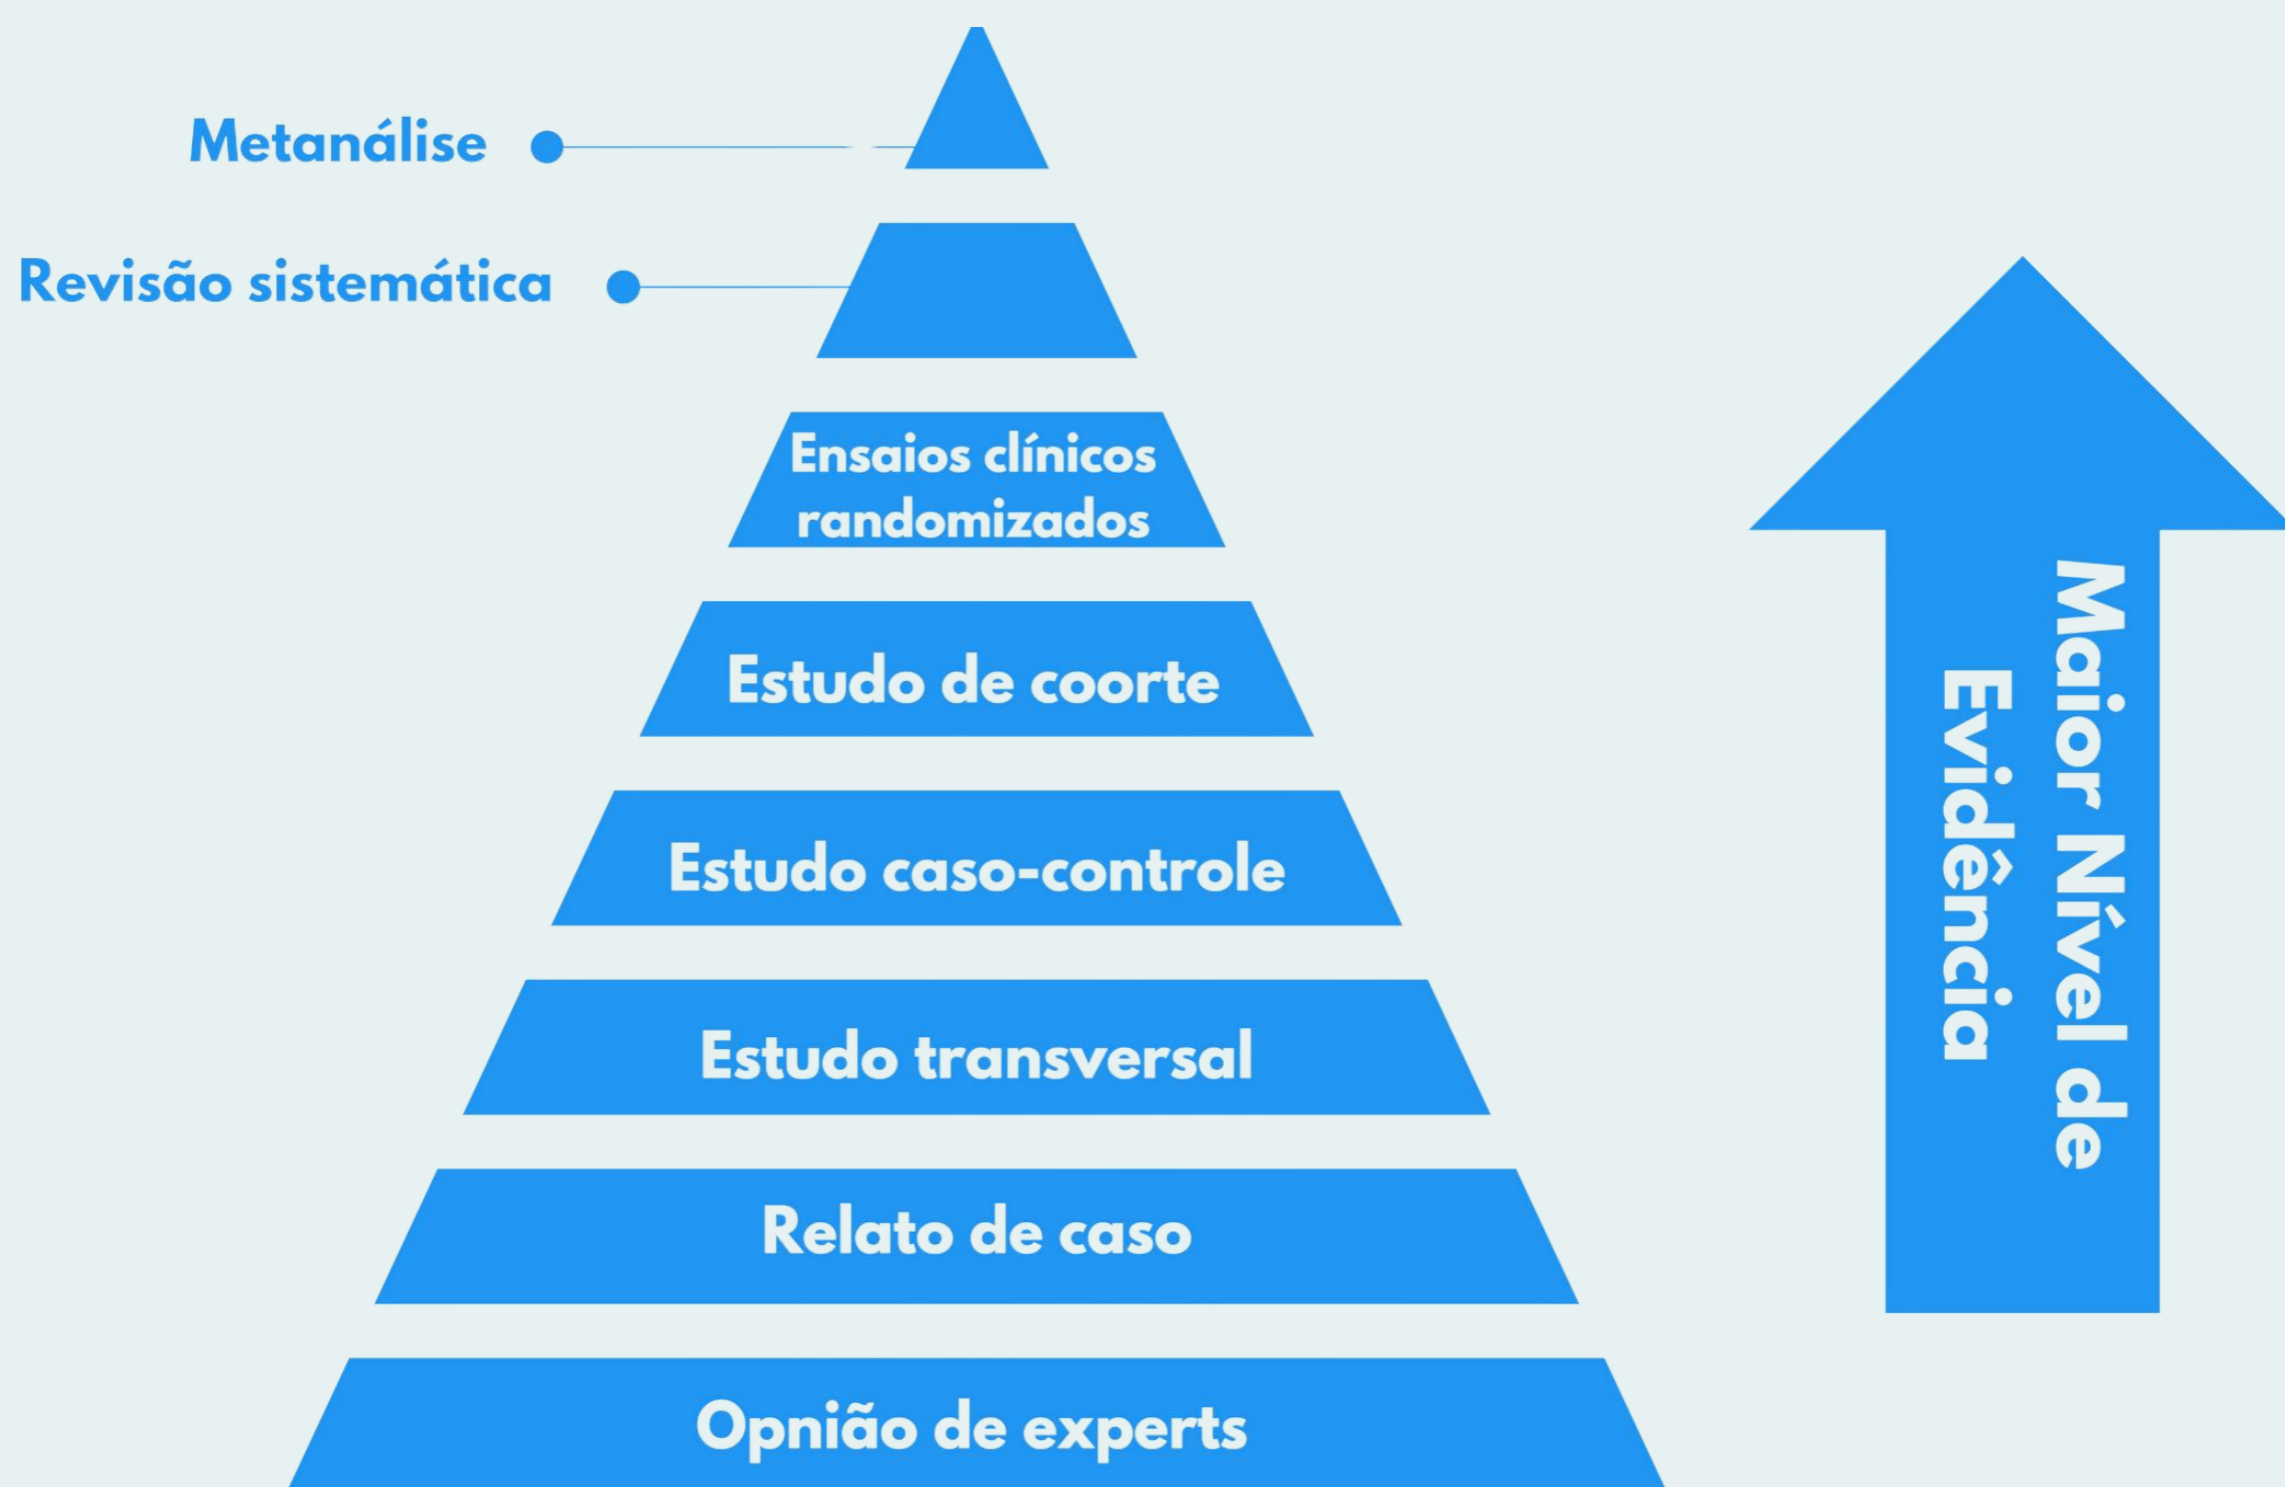 Metanálise
Revisão sistemática
Ensaios clínicos
randomizados
Estudo de coorte
Estudo caso-controle
Estudo transversal
Relato de caso
Opnião de experts
Maior Nível de
Evidência